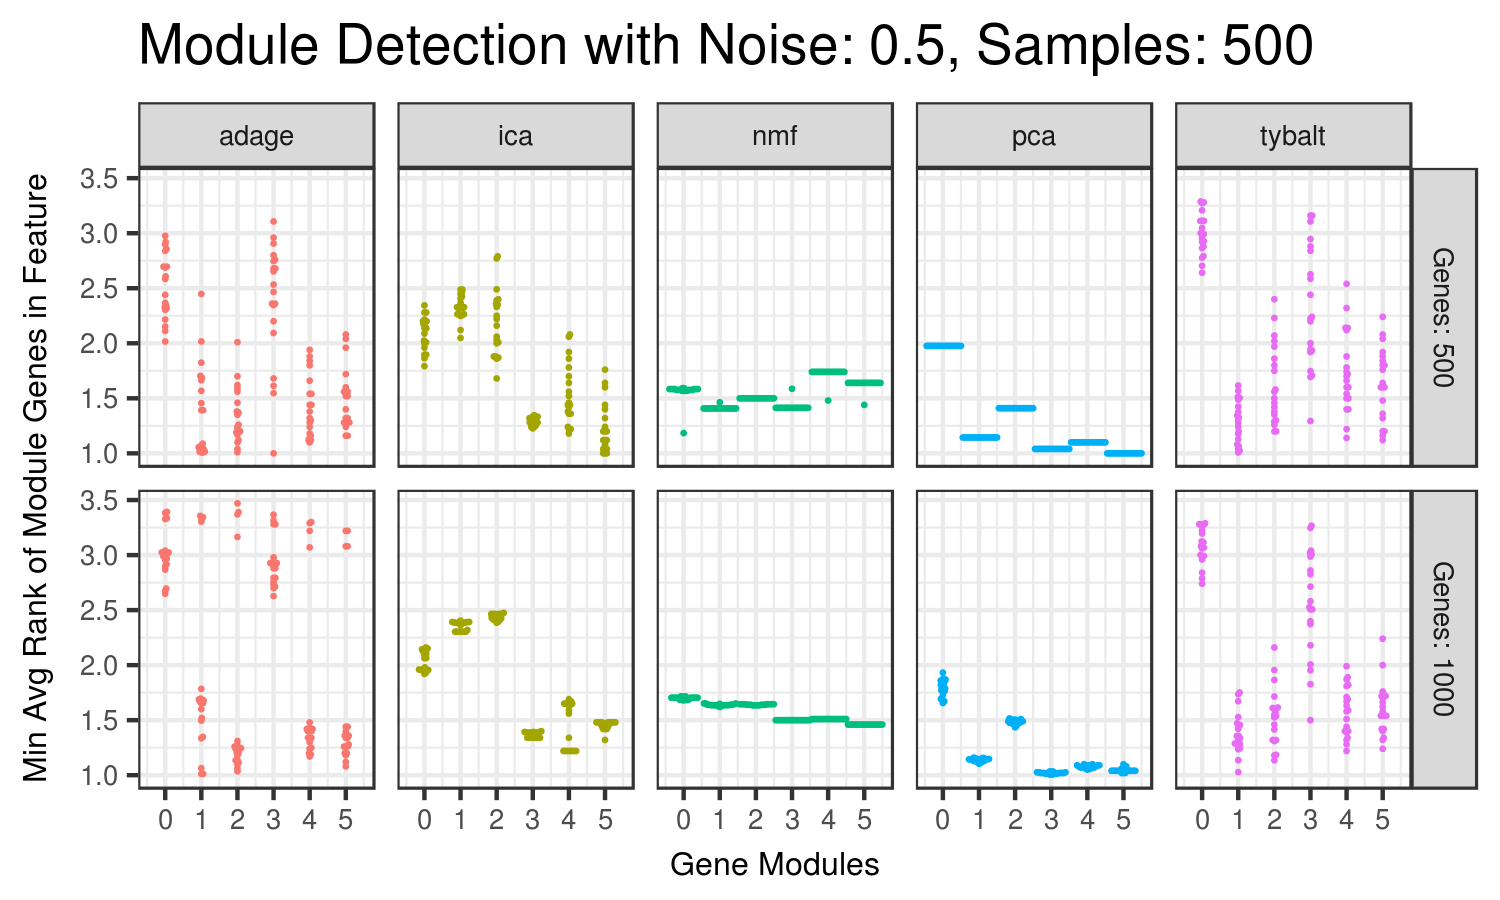 Module Detection with Noise: 0.5, Samples: 500
adage ica nmf pca tybalt
Min Avg Rank of Module Genes in Feature
3.5
3.0
2.5
2.0
1.5
1.0
Genes: 500
3.5
3.0
2.5
2.0
1.5
1.0
Genes: 1000
0 1 2 3 4 5 0 1 2 3 4 5 0 1 2 3 4 5 0 1 2 3 4 5 0 1 2 3 4 5
Gene Modules